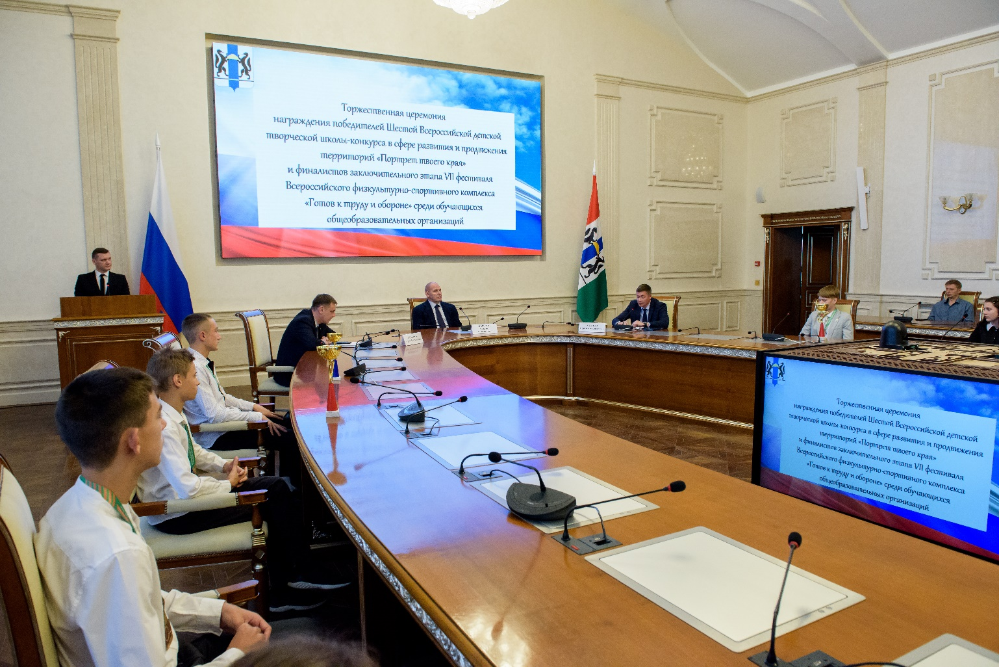 Торжественная церемония
награждения победителей Шестой Всероссийской детской
творческой школы-конкурса в сфере развития и продвижения
территорий «Портрет твоего края»
и финалистов заключительного этапа VII фестиваля
Всероссийского физкультурно-спортивного комплекса
«Готов к труду и обороне» среди обучающихся
общеобразовательных организаций
Торжественная церемония
награждения победителей Шестой Всероссийской детской
творческой школы-конкурса в сфере развития и продвижения
территорий «Портрет твоего края»
и финалистов заключительного этапа VII фестиваля
Всероссийского физкультурно-спортивного комплекса
«Готов к труду и обороне» среди обучающихся
общеобразовательных организаций